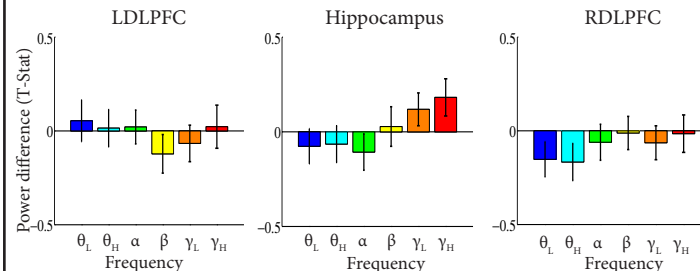 LDLPFC
Hippocampus
RDLPFC
Power difference (T-Stat)
0.5
0
−0.5
θL θH α β γL γH
Frequency
0.5
0
−0.5
θL θH α β γL γH
Frequency
0.5
0
−0.5
θL θH α β γL γH
Frequency